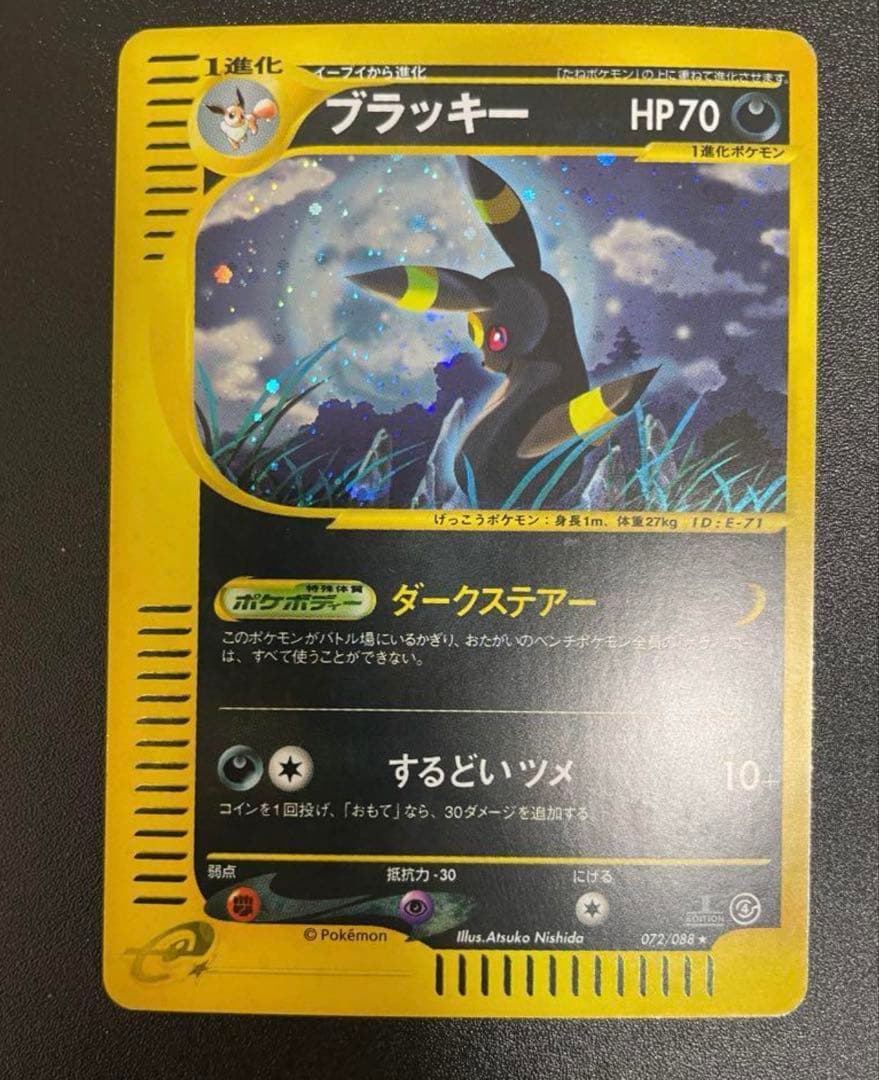 1進化
イーブイから進化
「たねポケモン」の上に重ねて進化させます。
ブラッキー
HP70
1進化ポケモン
げっこうポケモン：身長1m、体重27kg ID：E-71
特殊体質
ポケボディー
ダークステアー
このポケモンがバトル場にいるかぎり、おたがいのベンチポケモン全員の
は、すべて使うことができない。
するどいツメ
10+
コインを1回投げ、「おもて」なら、30ダメージを追加する
弱点
抵抗力-30
にげる
1
EDITION
4
© Pokémon
Illus.Atsuko Nishida
072/088 ★
e